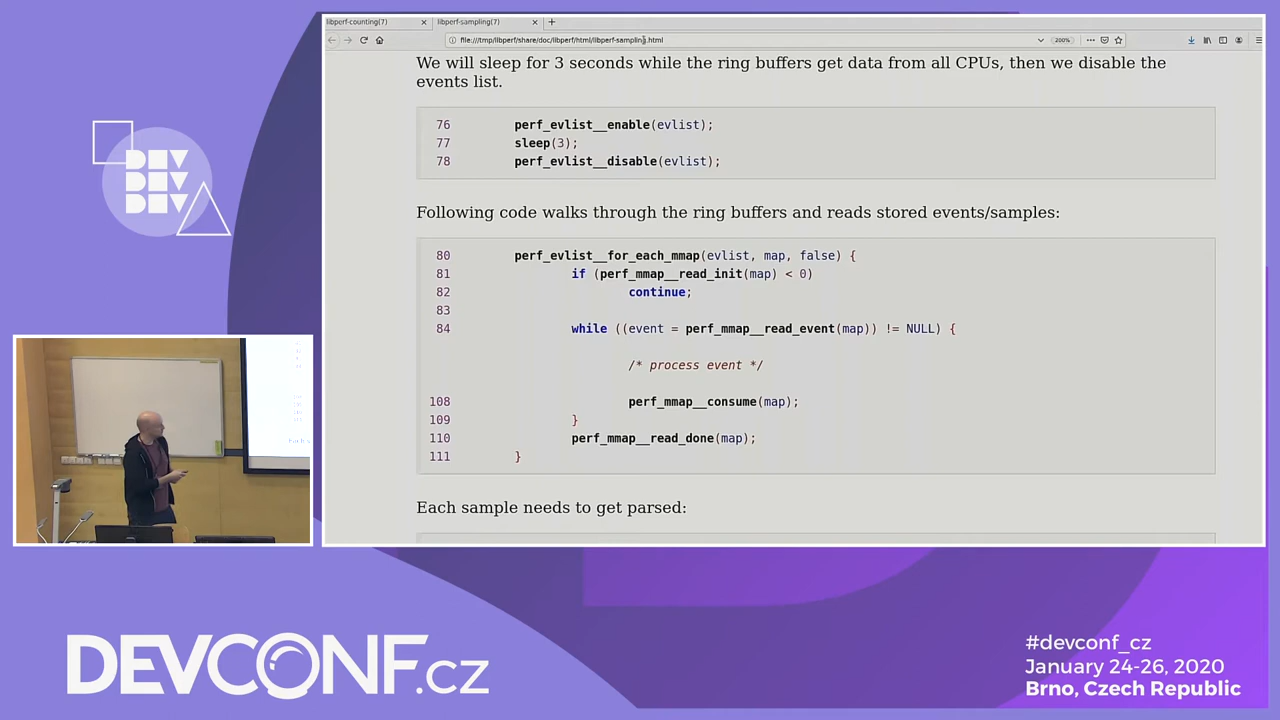 libperf-counting(7)
libperf-sampling(7)
file:///tmp/libperf/share/doc/libperf/html/libperf-sampling.html
200%
We will sleep for 3 seconds while the ring buffers get data from all CPUs, then we disable the
events list.
76 perf_evlist__enable(evlist);
77 sleep(3);
78 perf_evlist__disable(evlist);
Following code walks through the ring buffers and reads stored events/samples:
80 perf_evlist__for_each_mmap(evlist, map, false) {
81 if (perf_mmap__read_init(map) < 0)
82 continue;
83
84 while ((event = perf_mmap__read_event(map)) != NULL) {
/* process event */
108 perf_mmap__consume(map);
109 }
110 perf_mmap__read_done(map);
111 }
Each sample needs to get parsed:
DEV
DEV
DEV
DEVCONF.cz
#devconf_cz
January 24-26, 2020
Brno, Czech Republic